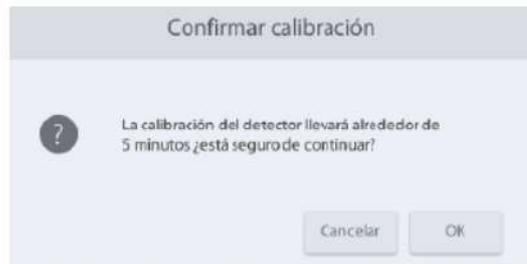 Confirmar calibración
La calibración del detector llevará alrededor de
5 minutos ¿está seguro de continuar?
Cancelar
OK